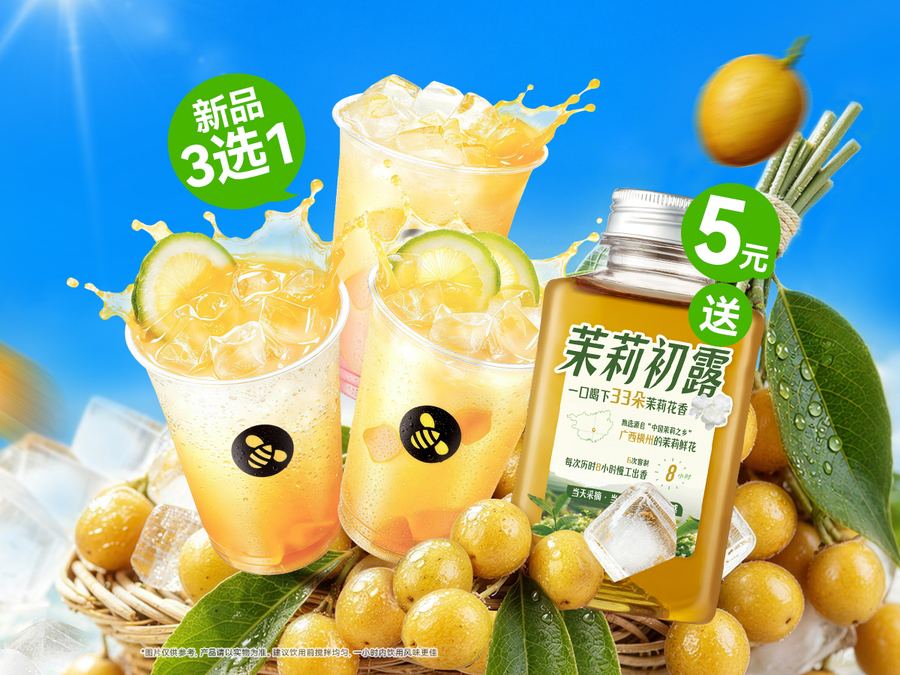 新品
3选1
5元
送
茉莉初露
一口喝下33朵茉莉花香
甄选源自“中国茉莉之乡”
广西横州的茉莉鲜花
6次窨制
每次历时8小时慢工出香
8小时
当天采摘·当
*图片仅供参考，产品请以实物为准，建议饮用前搅拌均匀，一小时内饮用风味更佳